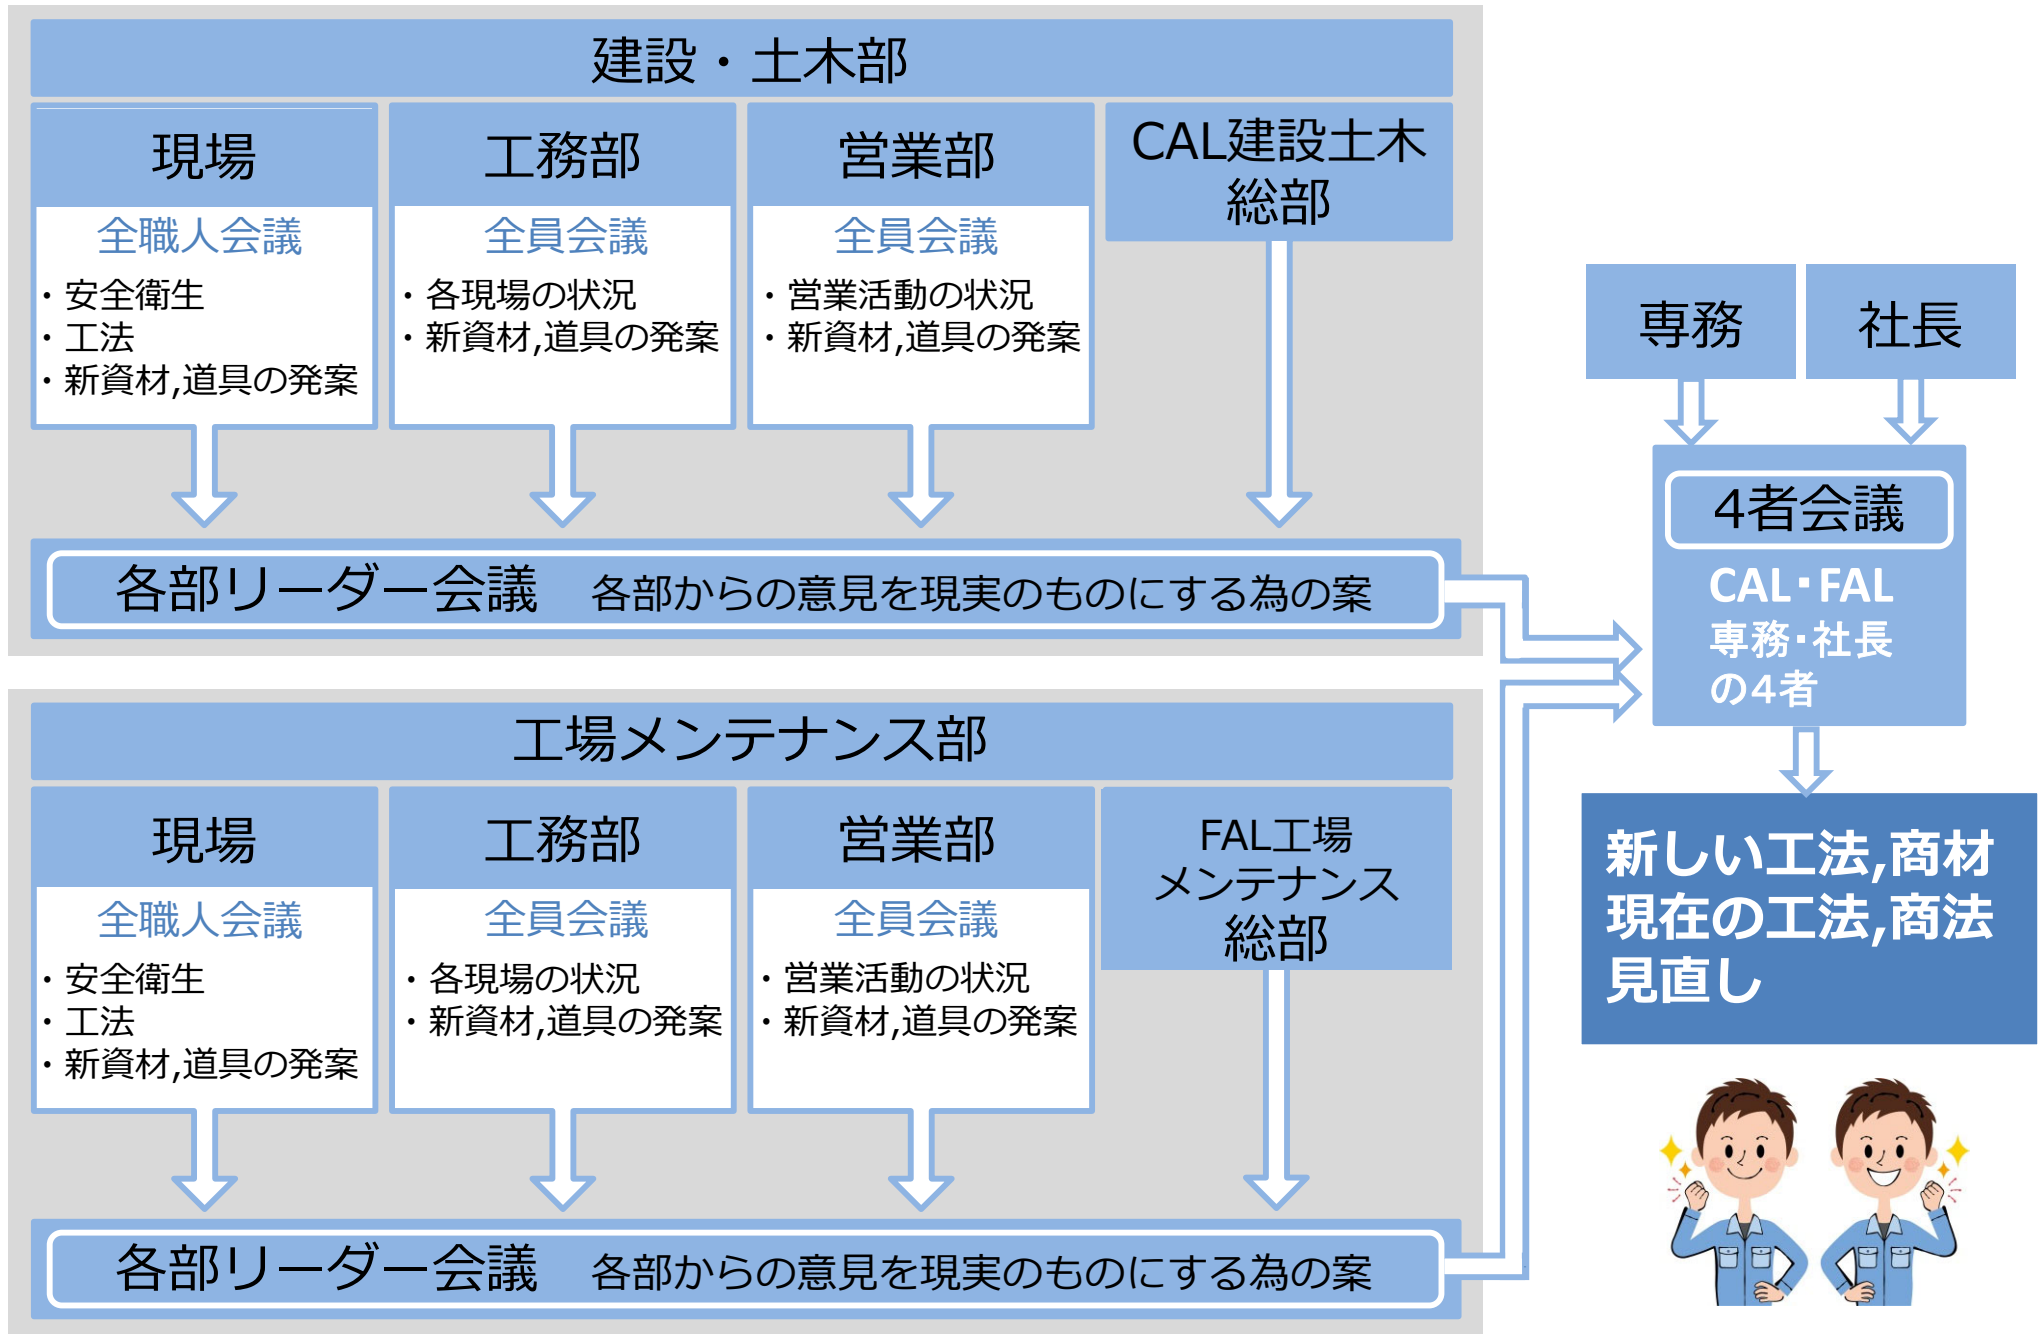 建設・土木部
現場
全職人会議
・安全衛生
・工法
・新資材,道具の発案
工務部
全員会議
・各現場の状況
・新資材,道具の発案
営業部
全員会議
・営業活動の状況
・新資材,道具の発案
CAL建設土木
総部
各部リーダー会議 各部からの意見を現実のものにする為の案
工場メンテナンス部
現場
全職人会議
・安全衛生
・工法
・新資材,道具の発案
工務部
全員会議
・各現場の状況
・新資材,道具の発案
営業部
全員会議
・営業活動の状況
・新資材,道具の発案
FAL工場
メンテナンス
総部
各部リーダー会議 各部からの意見を現実のものにする為の案
専務
社長
4者会議
CAL・FAL
専務・社長
の4者
新しい工法,商材
現在の工法,商法
見直し